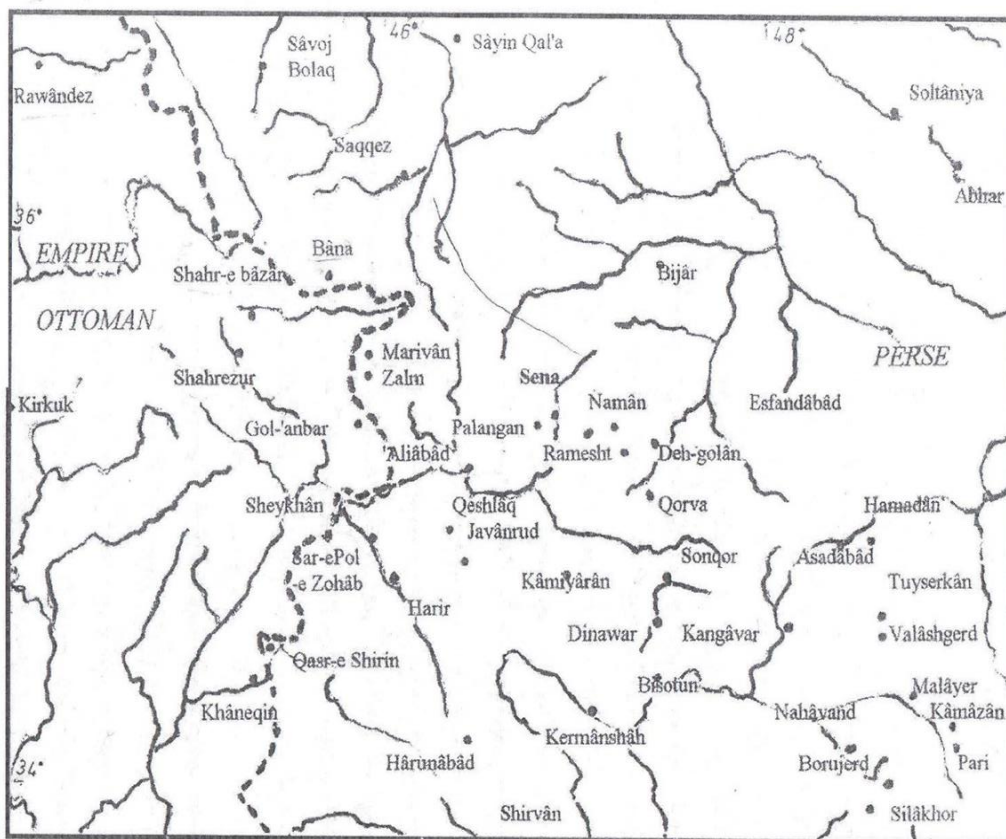 46°
48°
Sâvoj
Bolaq
Sâyin Qal'a
Rawândez
Soltâniya
Saqqez
Abhar
36°
EMPIRE
Bâna
Shahr-e bâzâr
Bijâr
OTTOMAN
Marivân
PERSE
Shahrezur
Zalm
Sena
Kirkuk
Namân
Esfandâbâd
Gol-'anbar
Palangan
'Aliâbâd
Ramesht
Deh-golân
Sheykhân
Qeshlâq
Qorva
Hamadân
Javânrud
Sar-ePol
-e Zohâb
Sonqor
Asadâbâd
Kâmiyârân
Tuyserkân
Harir
Dinawar
Kangâvar
Valâshgerd
Qasr-e Shirin
Bisotun
Khâneqin
Malâyer
Nahâvand
Kâmâzân
Kermânshâh
34°
Hârunâbâd
Borujerd
Pari
Shirvân
Silâkhor